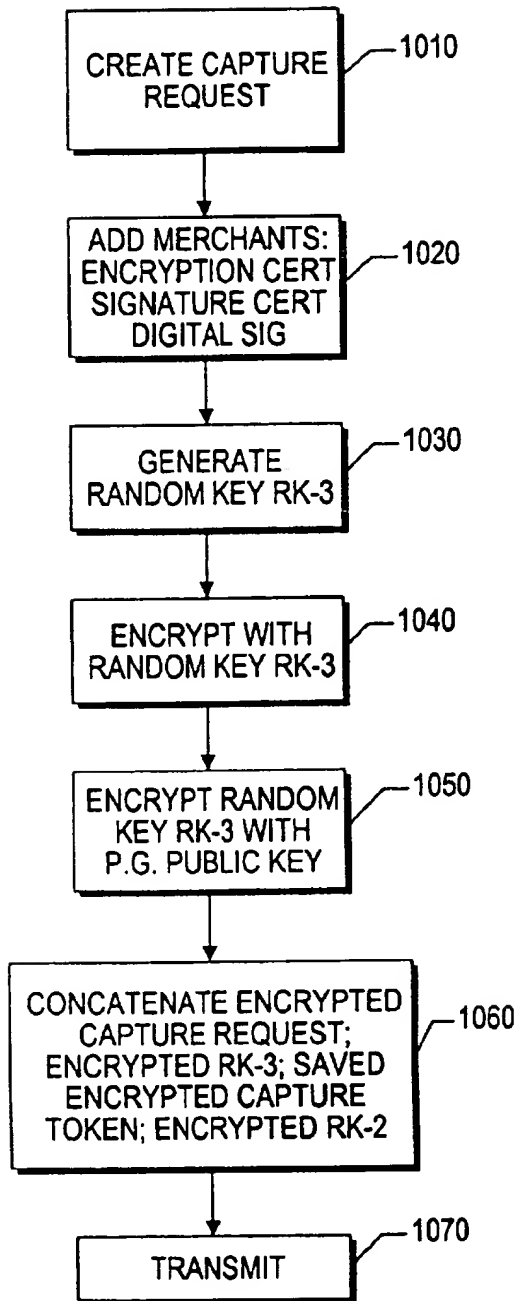 CREATE CAPTURE
REQUEST
1010
ADD MERCHANTS:
ENCRYPTION CERT
SIGNATURE CERT
DIGITAL SIG
1020
GENERATE
RANDOM KEY RK-3
1030
ENCRYPT WITH
RANDOM KEY RK-3
1040
ENCRYPT RANDOM
KEY RK-3 WITH
P.G. PUBLIC KEY
1050
CONCATENATE ENCRYPTED
CAPTURE REQUEST;
ENCRYPTED RK-3; SAVED
ENCRYPTED CAPTURE
TOKEN; ENCRYPTED RK-2
1060
TRANSMIT
1070